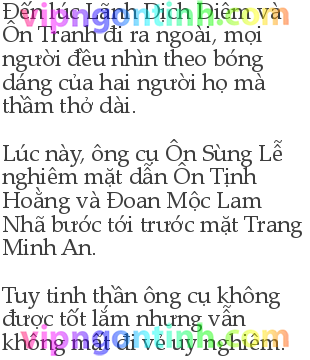 Đến lúc Lãnh Dịch Diêm và
Ôn Tranh đi ra ngoài, mọi
người đều nhìn theo bóng
dáng của hai người họ mà
thầm thở dài.
Lúc này, ông cụ Ôn Sùng Lễ
nghiêm mặt dẫn Ôn Tịnh
Hoằng và Đoan Mộc Lam
Nhã bước tới trước mặt Trang
Minh An.
Tuy tinh thần ông cụ không
được tốt lắm nhưng vẫn
không mất đi vẻ uy nghiêm.
vipngontinh.com
vipngontinh.com